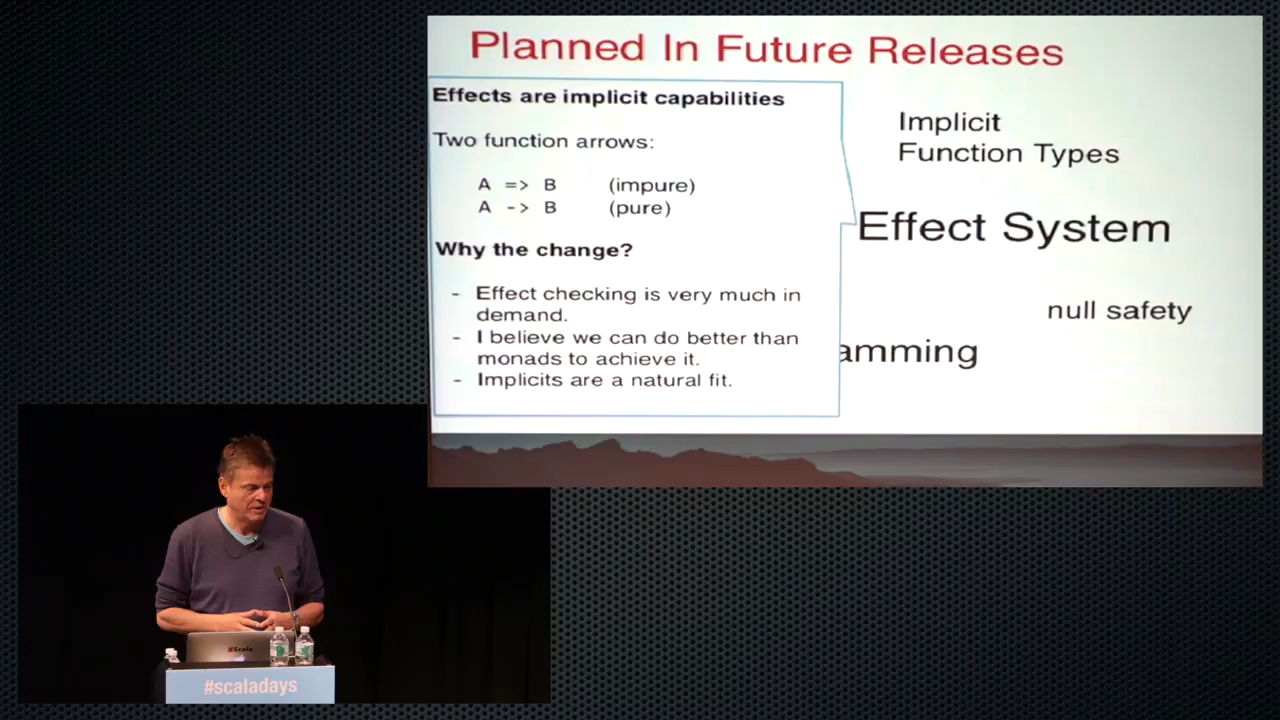 Planned In Future Releases
Effects are implicit capabilities
Two function arrows:
A => B (impure)
A -> B (pure)
Why the change?
- Effect checking is very much in
demand.
- I believe we can do better than
monads to achieve it.
- Implicits are a natural fit.
Implicit
Function Types
Effect System
null safety
amming
#Scala
#scaladays